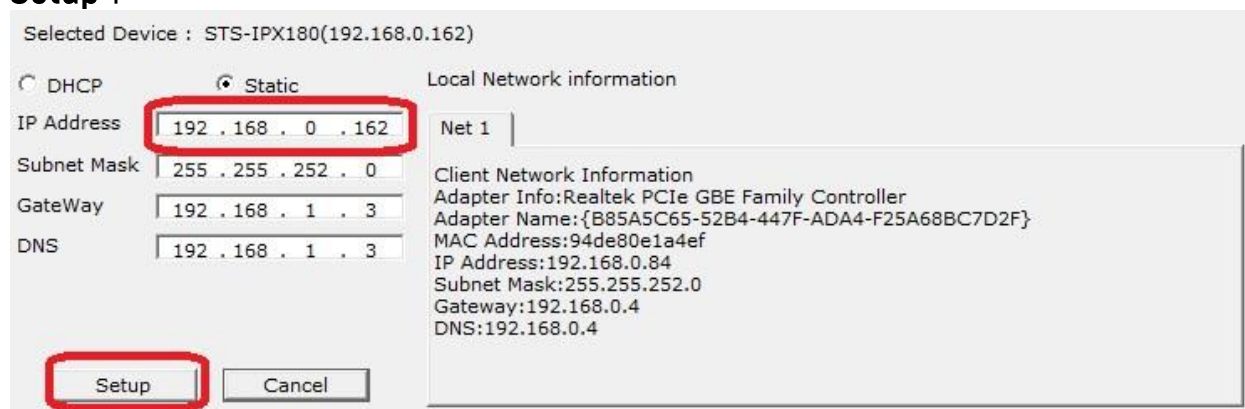 Selected Device : STS-IPX180(192.168.0.162)
DHCP Static
IP Address 192 . 168 . 0 . 162
Subnet Mask 255 . 255 . 252 . 0
GateWay 192 . 168 . 1 . 3
DNS 192 . 168 . 1 . 3
Setup Cancel
Local Network information
Net 1
Client Network Information
Adapter Info:Realtek PCIe GBE Family Controller
Adapter Name:{B85A5C65-52B4-447F-ADA4-F25A68BC7D2F}
MAC Address:94de80e1a4ef
IP Address:192.168.0.84
Subnet Mask:255.255.252.0
Gateway:192.168.0.4
DNS:192.168.0.4